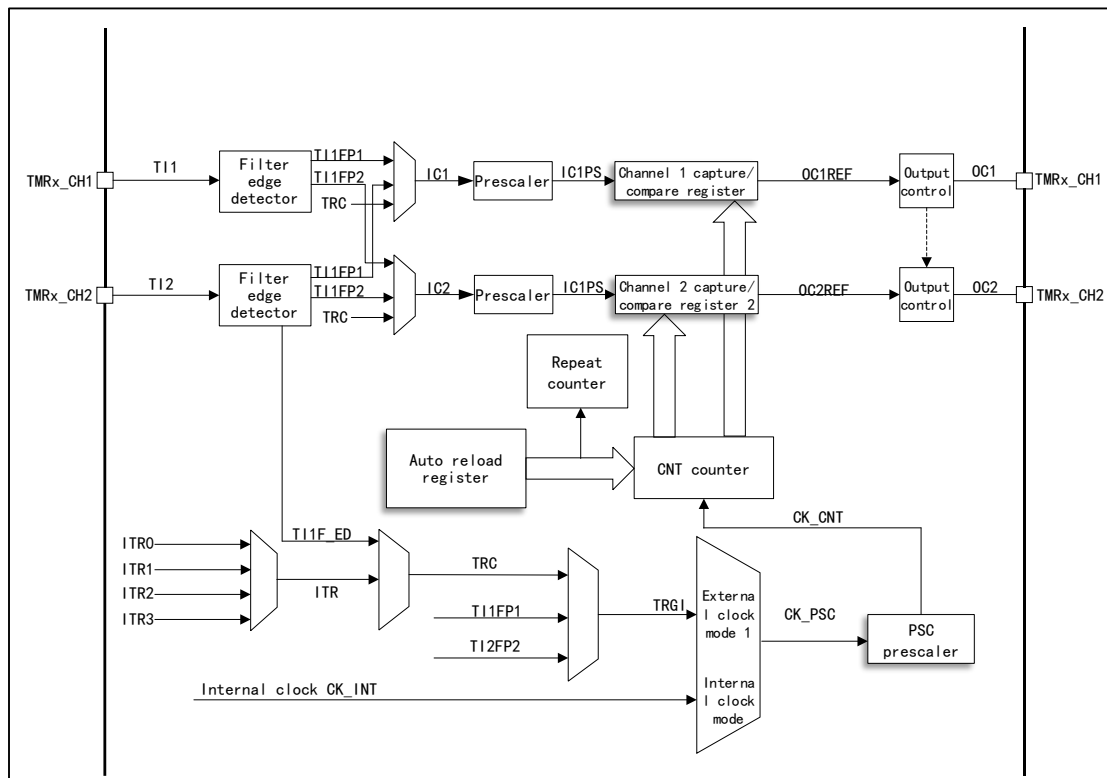 TMRx_CH1
TI1
Filter
edge
detector
TI1FP1
TI1FP2
TRC
IC1
Prescaler
IC1PS
Channel 1 capture/
compare register
OC1REF
Output
control
OC1
TMRx_CH1
TMRx_CH2
TI2
Filter
edge
detector
TI1FP1
TI1FP2
TRC
IC2
Prescaler
IC1PS
Channel 2 capture/
compare register 2
OC2REF
Output
control
OC2
TMRx_CH2
Repeat
counter
Auto reload
register
CNT counter
CK_CNT
ITR0
ITR1
ITR2
ITR3
TI1F_ED
ITR
TRC
TI1FP1
TI2FP2
TRGI
Externa
l clock
mode 1
Interna
l clock
mode
CK_PSC
PSC
prescaler
Internal clock CK_INT